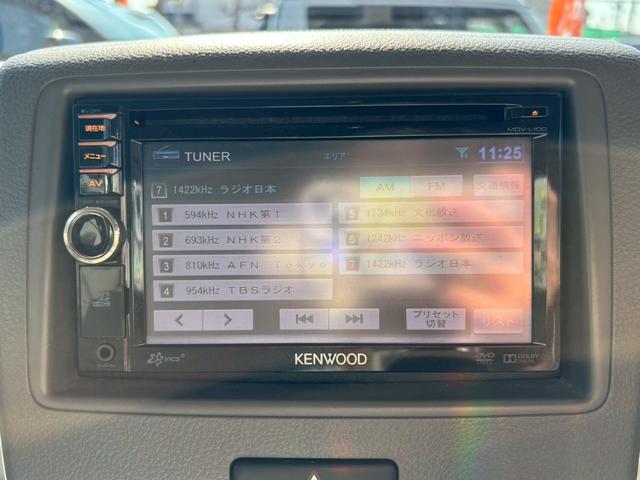 現在地
メニュー
AV
MDV-L100
TUNER
エリア
11:25
7 1422kHz ラジオ日本
AM
FM
交通情報
1 594kHz NHK第1
5 1134kHz 文化放送
2 693kHz NHK第2
6 1242kHz ニッポン放送
3 810kHz AFN Tokyo
7 1422kHz ラジオ日本
4 954kHz TBSラジオ
プリセット
切替
リスト
VICS
KENWOOD
DVD
DOLBY